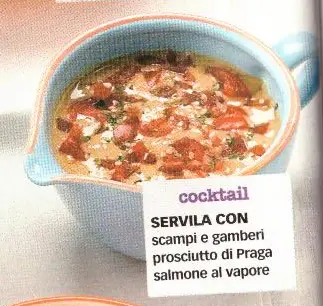 cocktail
SERVILA CON
scampi e gamberi
prosciutto di Praga
salmone al vapore